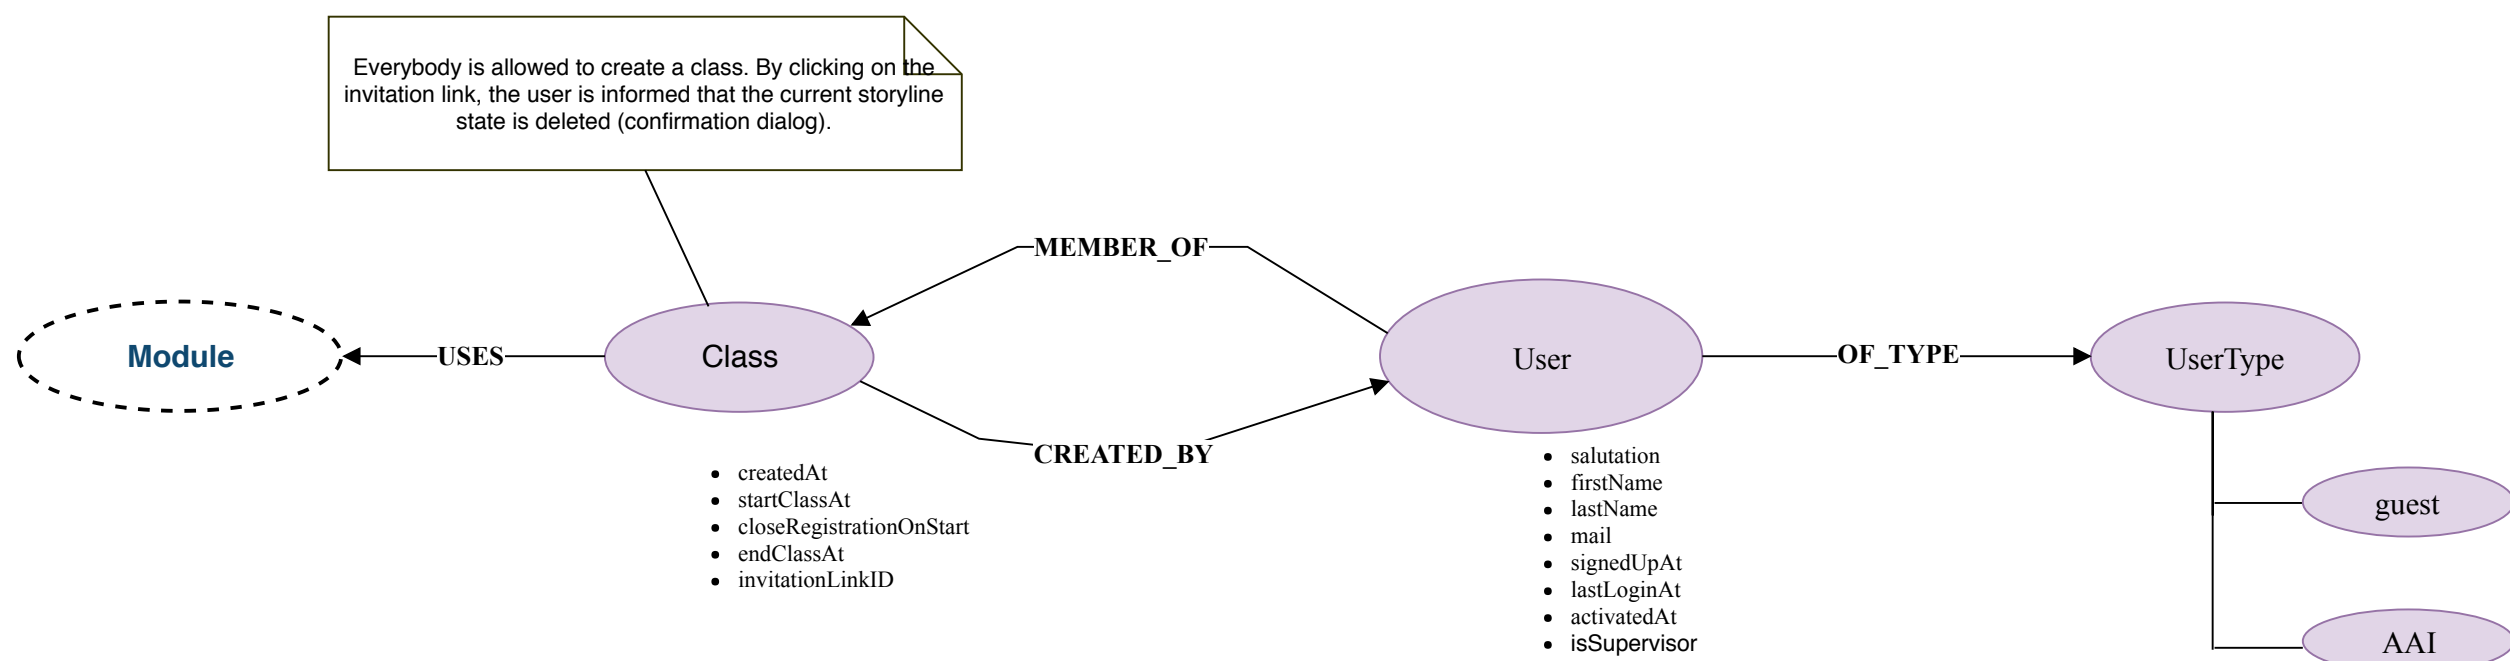 Everybody is allowed to create a class. By clicking on the
invitation link, the user is informed that the current storyline
state is deleted (confirmation dialog).
MEMBER_OF
Module
USES
Class
User
OF_TYPE
UserType
CREATED_BY
createdAt
startClassAt
closeRegistrationOnStart
endClassAt
invitationLinkID
salutation
firstName
lastName
mail
signedUpAt
lastLoginAt
activatedAt
isSupervisor
guest
AAI